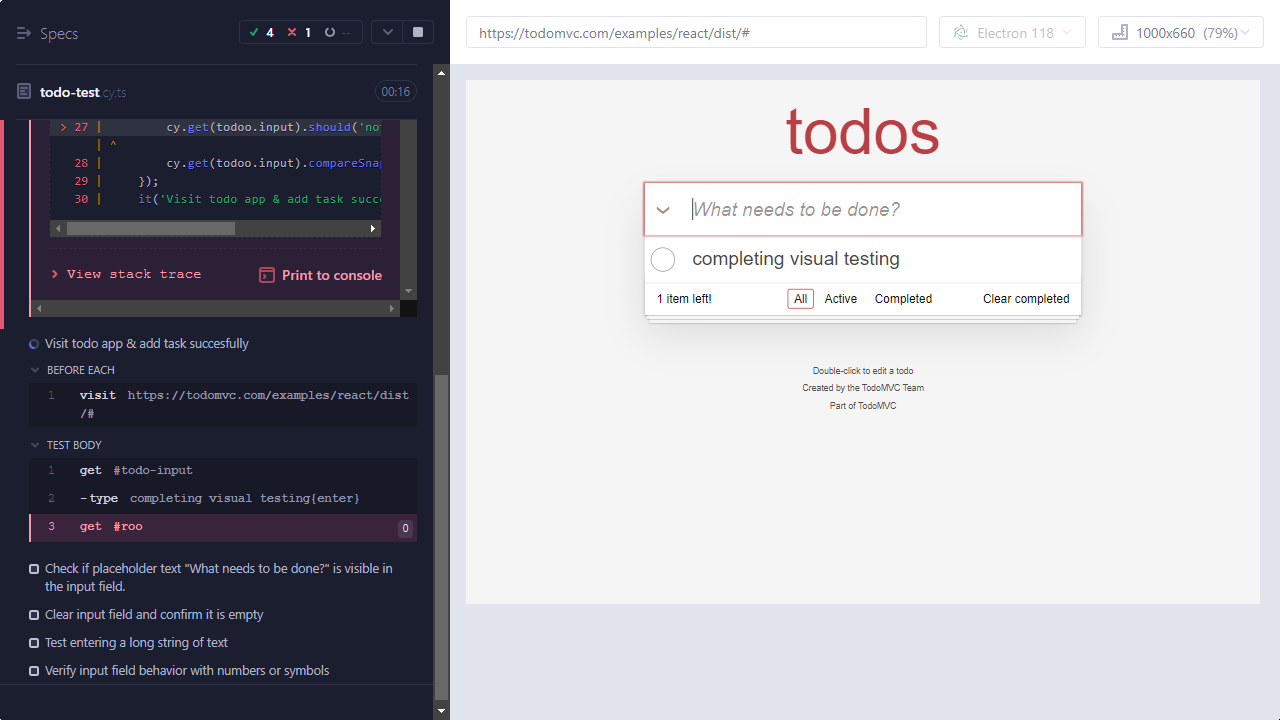 Specs
4 1 --
todo-test.cy.ts
00:16
> 27 | cy.get(todoo.input).should('no
| ^
28 | cy.get(todoo.input).compareSna
29 | });
30 | it('Visit todo app & add task succe
View stack trace
Print to console
Visit todo app & add task succesfully
BEFORE EACH
1 visit https://todomvc.com/examples/react/dist
/#
TEST BODY
1 get #todo-input
2 -type completing visual testing{enter}
3 get #roo 0
Check if placeholder text "What needs to be done?" is visible in
the input field.
Clear input field and confirm it is empty
Test entering a long string of text
Verify input field behavior with numbers or symbols
https://todomvc.com/examples/react/dist/#
Electron 118
1000x660 (79%)
todos
What needs to be done?
completing visual testing
1 item left!
All
Active
Completed
Clear completed
Double-click to edit a todo
Created by the TodoMVC Team
Part of TodoMVC